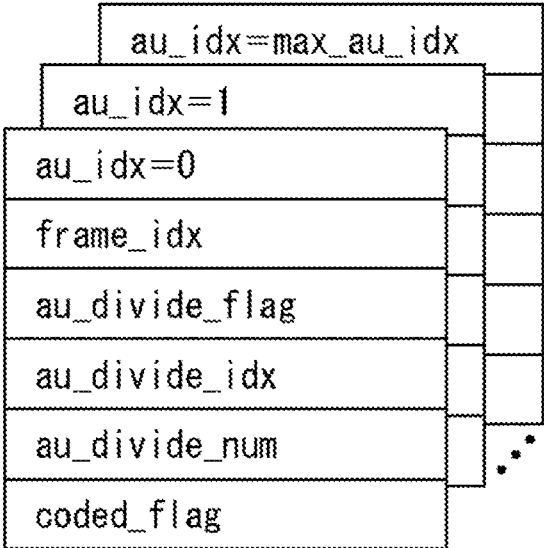 au_idx=max_au_idx
au_idx=1
au_idx=0
frame_idx
au_divide_flag
au_divide_idx
au_divide_num
coded_flag